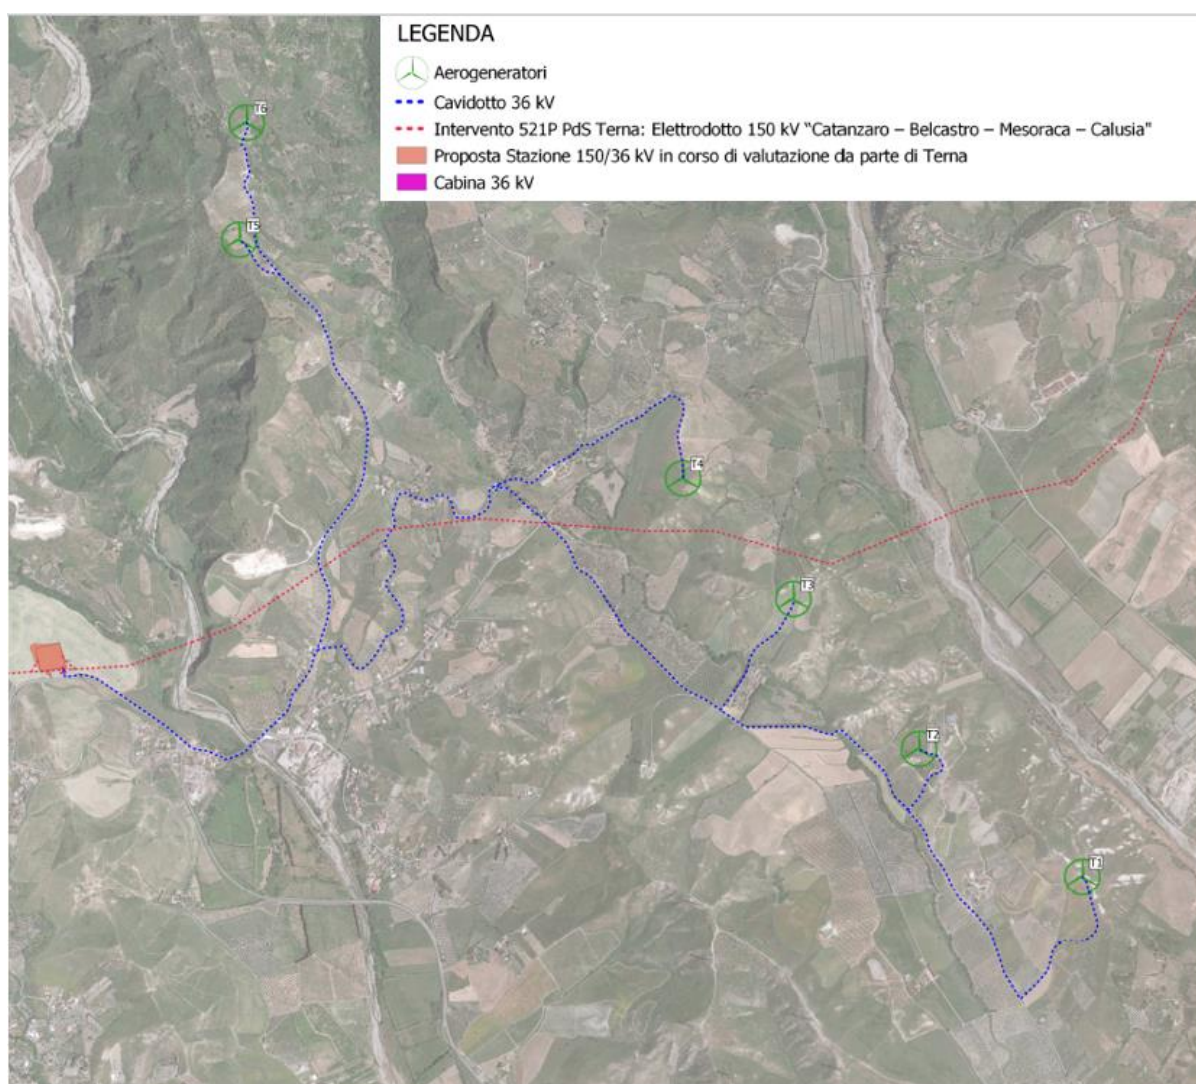 LEGENDA
Aerogeneratori
Cavidotto 36 kV
Intervento 521P PdS Terna: Elettrodotto 150 kV "Catanzaro – Belcastro – Mesoraca – Calusia"
Proposta Stazione 150/36 kV in corso di valutazione da parte di Terna
Cabina 36 kV
T6
T5
T4
T3
T2
T1